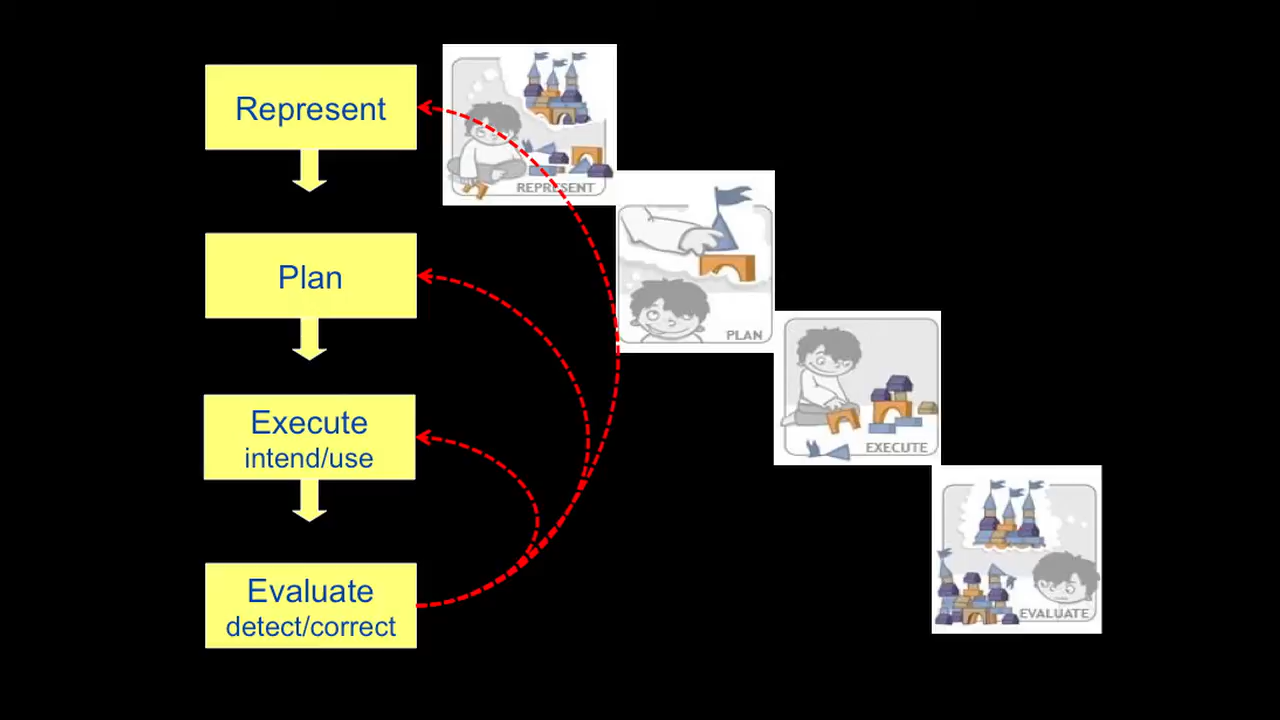 Represent
Plan
Execute
intend/use
Evaluate
detect/correct
REPRESENT
PLAN
EXECUTE
EVALUATE